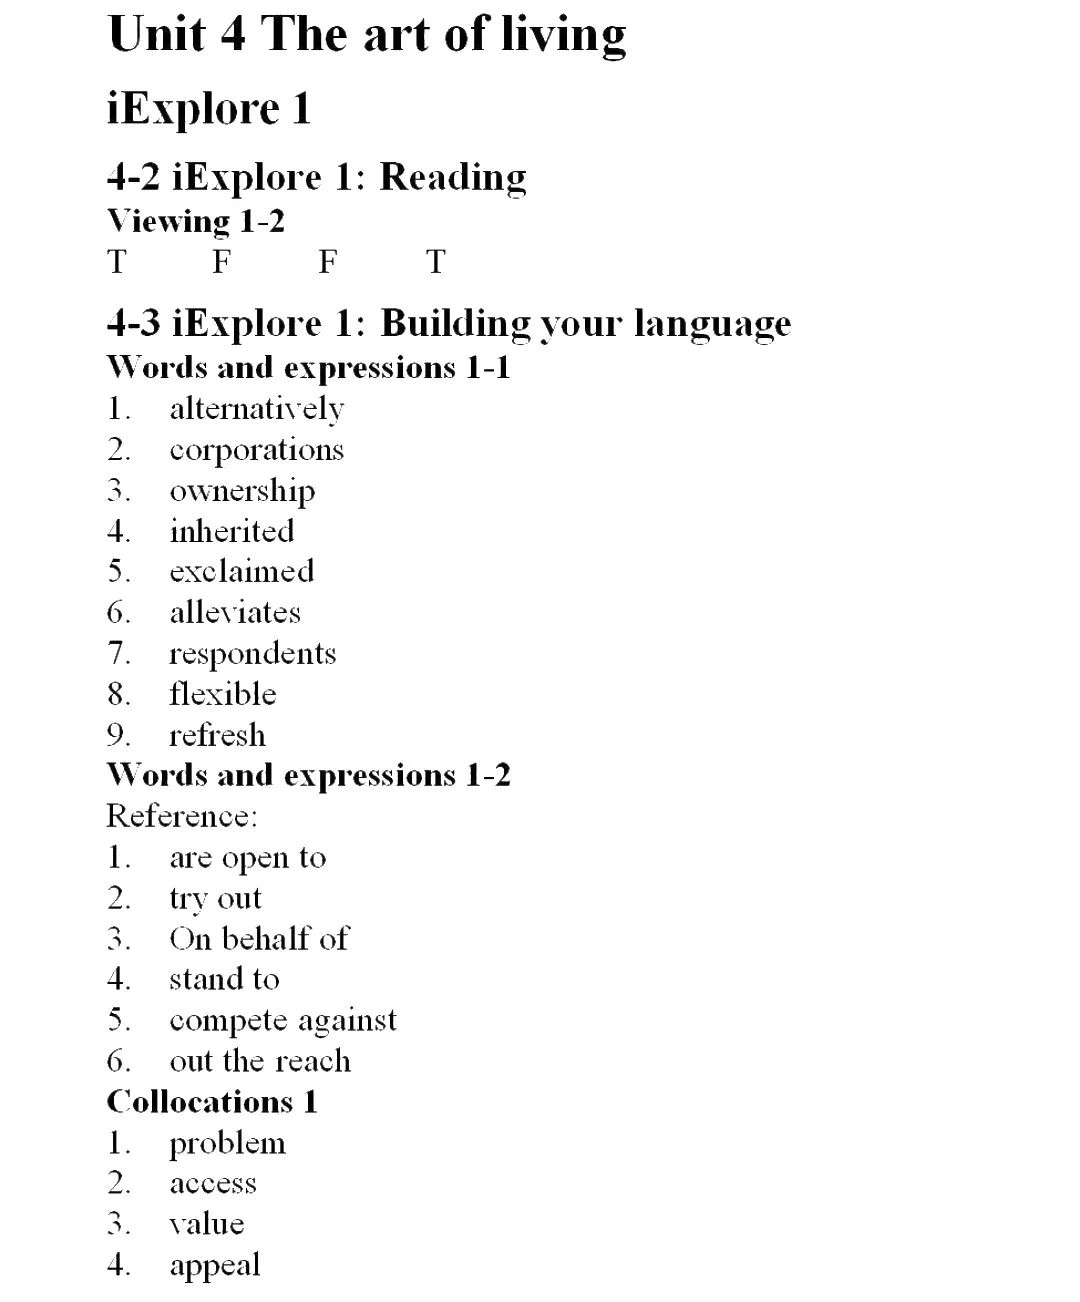 Unit 4 The art of living
iExplore 1
4-2 iExplore 1: Reading
Viewing 1-2
T F F T
4-3 iExplore 1: Building your language
Words and expressions 1-1
1. alternatively
2. corporations
3. ownership
4. inherited
5. exclaimed
6. alleviates
7. respondents
8. flexible
9. refresh
Words and expressions 1-2
Reference:
1. are open to
2. try out
3. On behalf of
4. stand to
5. compete against
6. out the reach
Collocations 1
1. problem
2. access
3. value
4. appeal